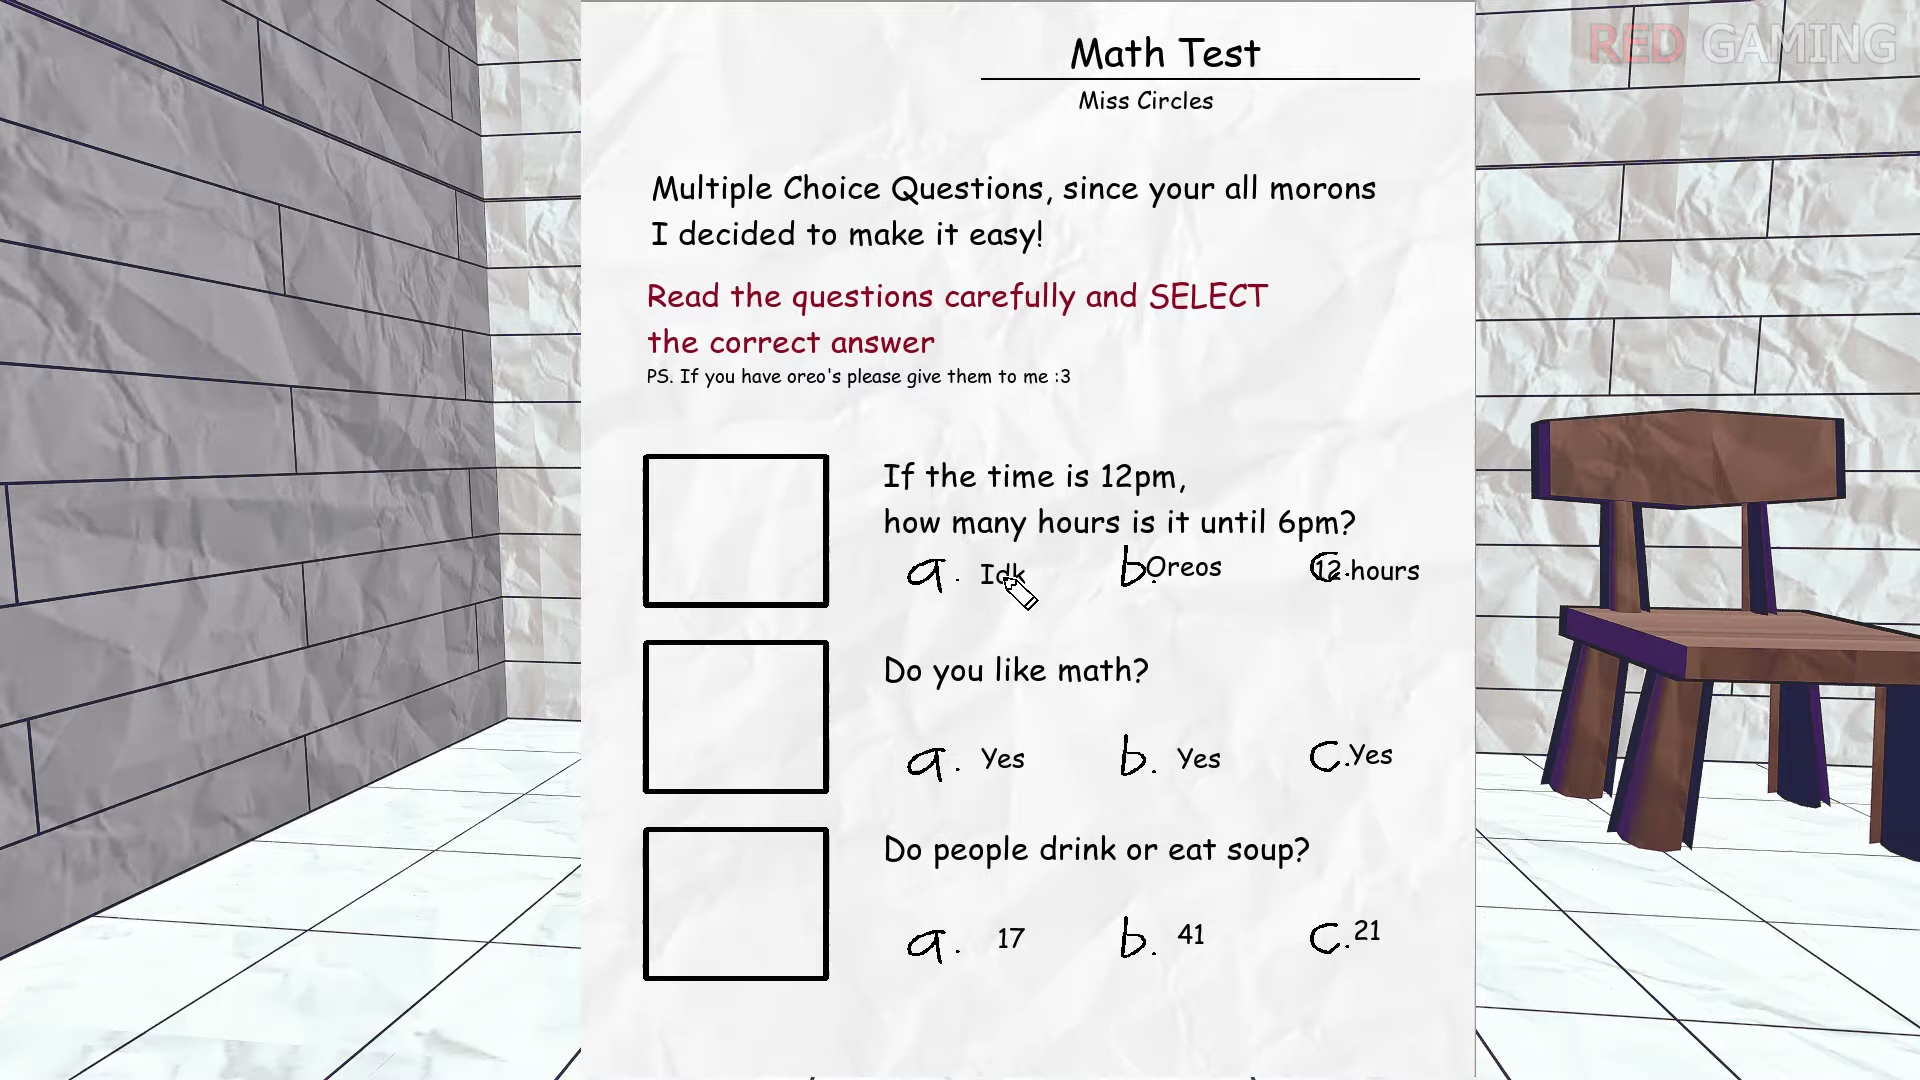 RED GAMING
Math Test
Miss Circles
Multiple Choice Questions, since your all morons
I decided to make it easy!
Read the questions carefully and SELECT
the correct answer
PS. If you have oreo's please give them to me :3
If the time is 12pm,
how many hours is it until 6pm?
a. Idk b. Oreos c. 12 hours
Do you like math?
a. Yes b. Yes c. Yes
Do people drink or eat soup?
a. 17 b. 41 c. 21